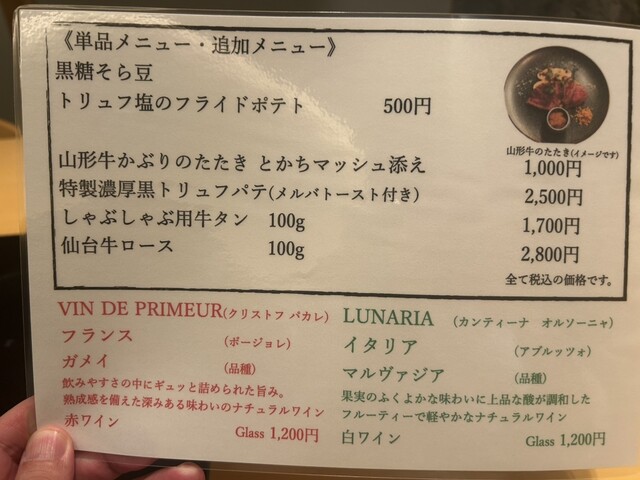 《単品メニュー・追加メニュー》
黒糖そら豆
トリュフ塩のフライドポテト 500円
山形牛のたたき(イメージです)
山形牛かぶりのたたき とかちマッシュ添え 1,000円
特製濃厚黒トリュフパテ(メルバトースト付き) 2,500円
しゃぶしゃぶ用牛タン 100g 1,700円
仙台牛ロース 100g 2,800円
全て税込の価格です。
VIN DE PRIMEUR(クリストフ パカレ)
フランス (ボージョレ)
ガメイ (品種)
飲みやすさの中にギュッと詰められた旨み。
熟成感を備えた深みある味わいのナチュラルワイン
赤ワイン Glass 1,200円
LUNARIA (カンティーナ オルソーニャ)
イタリア (アブルッツォ)
マルヴァジア (品種)
果実のふくよかな味わいに上品な酸が調和した
フルーティーで軽やかなナチュラルワイン
白ワイン Glass 1,200円